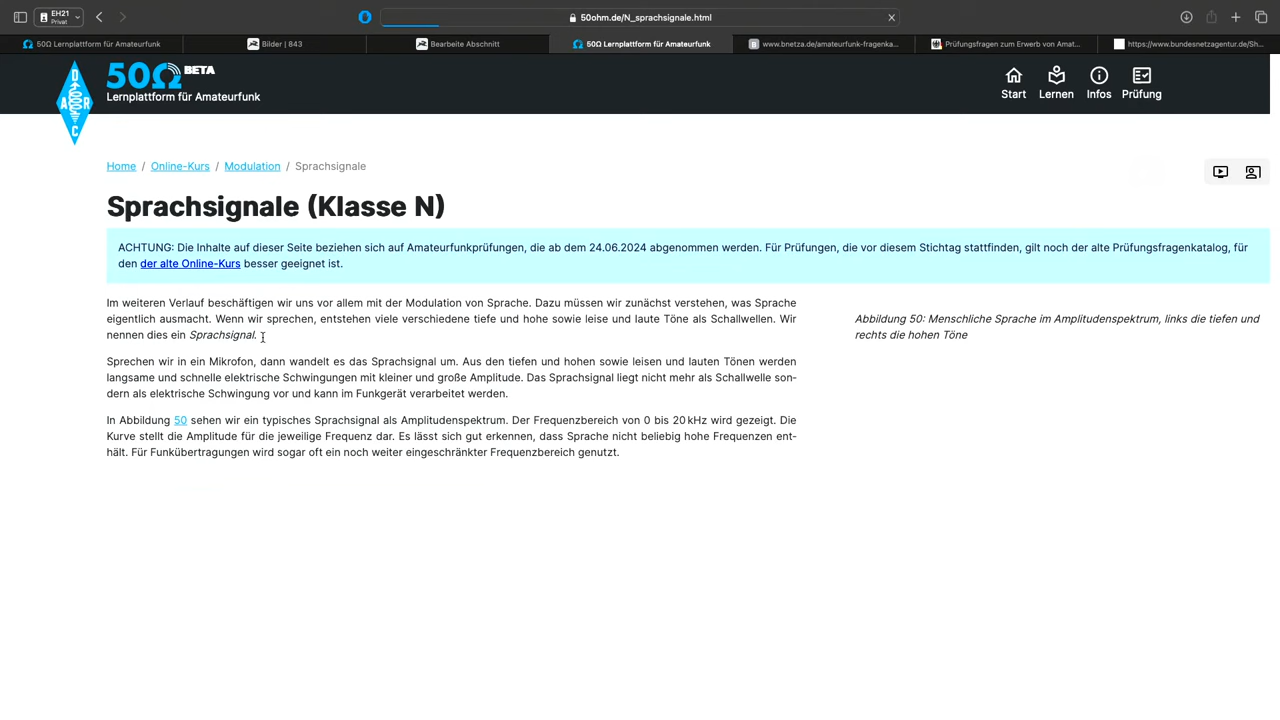 EH21
Privat
50ohm.de/N_sprachsignale.html
50Ω Lernplattform für Amateurfunk
Bilder | 843
Bearbeite Abschnitt
50Ω Lernplattform für Amateurfunk
www.bnetza.de/amateurfunk-fragenka...
Prüfungsfragen zum Erwerb von Amat...
https://www.bundesnetzagentur.de/Sh...
DARC
50Ω BETA
Lernplattform für Amateurfunk
Start
Lernen
Infos
Prüfung
Home / Online-Kurs / Modulation / Sprachsignale
Sprachsignale (Klasse N)
ACHTUNG: Die Inhalte auf dieser Seite beziehen sich auf Amateurfunkprüfungen, die ab dem 24.06.2024 abgenommen werden. Für Prüfungen, die vor diesem Stichtag stattfinden, gilt noch der alte Prüfungsfragenkatalog, für
den der alte Online-Kurs besser geeignet ist.
Im weiteren Verlauf beschäftigen wir uns vor allem mit der Modulation von Sprache. Dazu müssen wir zunächst verstehen, was Sprache
eigentlich ausmacht. Wenn wir sprechen, entstehen viele verschiedene tiefe und hohe sowie leise und laute Töne als Schallwellen. Wir
nennen dies ein Sprachsignal.
Sprechen wir in ein Mikrofon, dann wandelt es das Sprachsignal um. Aus den tiefen und hohen sowie leisen und lauten Tönen werden
langsame und schnelle elektrische Schwingungen mit kleiner und große Amplitude. Das Sprachsignal liegt nicht mehr als Schallwelle son-
dern als elektrische Schwingung vor und kann im Funkgerät verarbeitet werden.
In Abbildung 50 sehen wir ein typisches Sprachsignal als Amplitudenspektrum. Der Frequenzbereich von 0 bis 20 kHz wird gezeigt. Die
Kurve stellt die Amplitude für die jeweilige Frequenz dar. Es lässt sich gut erkennen, dass Sprache nicht beliebig hohe Frequenzen ent-
hält. Für Funkübertragungen wird sogar oft ein noch weiter eingeschränkter Frequenzbereich genutzt.
Abbildung 50: Menschliche Sprache im Amplitudenspektrum, links die tiefen und
rechts die hohen Töne